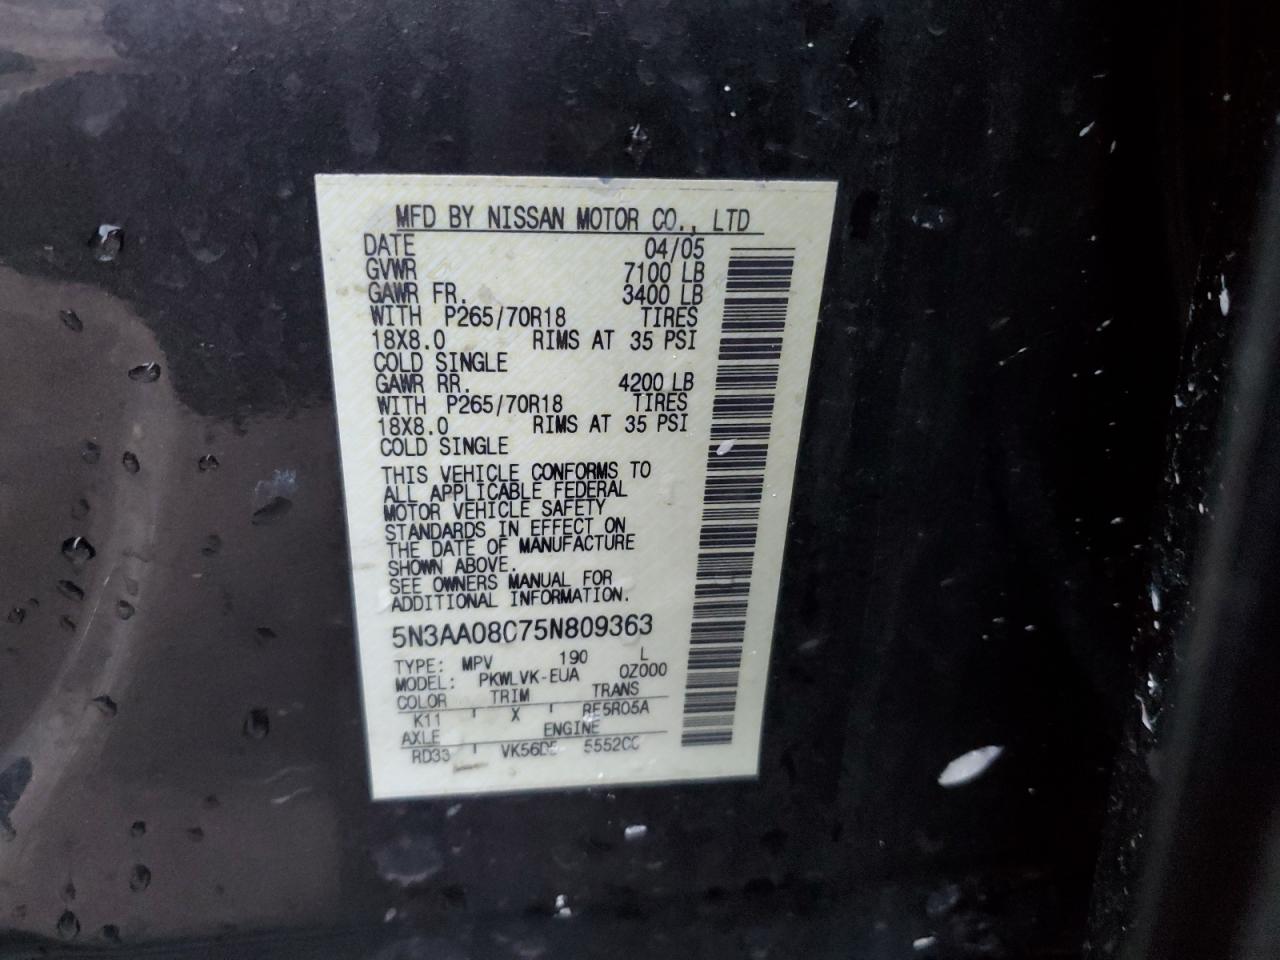 MFD BY NISSAN MOTOR CO., LTD
DATE 04/05
GVWR 7100 LB
GAWR FR. 3400 LB
WITH P265/70R18 TIRES
18X8.0 RIMS AT 35 PSI
COLD SINGLE
GAWR RR. 4200 LB
WITH P265/70R18 TIRES
18X8.0 RIMS AT 35 PSI
COLD SINGLE
THIS VEHICLE CONFORMS TO
ALL APPLICABLE FEDERAL
MOTOR VEHICLE SAFETY
STANDARDS IN EFFECT ON
THE DATE OF MANUFACTURE
SHOWN ABOVE.
SEE OWNERS MANUAL FOR
ADDITIONAL INFORMATION.
5N3AA08C75N809363
TYPE: MPV 190 L
MODEL: PKWLVK-EUA 0Z000
COLOR TRIM TRANS
K11 X RE5R05A
AXLE ENGINE
RD33 VK56DE 5552CC